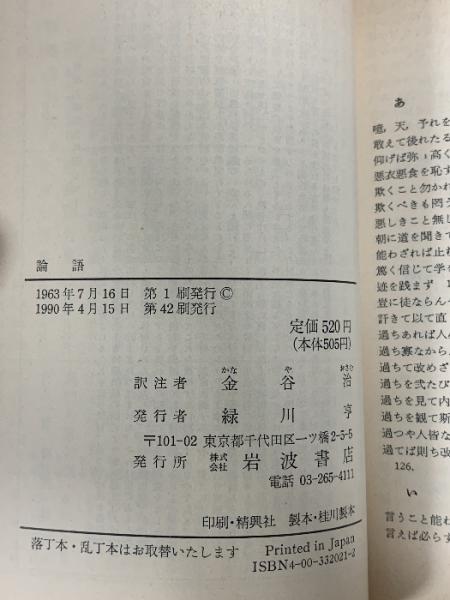 論語
1963年7月16日 第1刷発行©
1990年4月15日 第42刷発行
定価520円
(本体505円)
かな や おさむ
訳注者 金谷治
発行者 緑川亨
〒101-02 東京都千代田区一ツ橋2-5-5
発行所 株式会社 岩波書店
電話 03-265-4111
印刷・精興社 製本・桂川製本
落丁本・乱丁本はお取替いたします
Printed in Japan
ISBN4-00-332021-2
あ
噫,天,予れを
敢えて後れたる
仰げば弥〻高く
悪衣悪食を恥ず
欺くこと勿かれ
欺くべきも罔う
悪しきこと無し
朝に道を聞きて
能わざれば止
篤く信じて学
迹を践まず
豈に徒ならん
訐きて以て直
過ちあれば人
過ち寡なから
過ちて改めざ
過ちを弐たび
過ちを見て内
過ちを観て斯
過つや人皆な
過てば則ち改
126.
い
言うこと能わ
言えば必らず